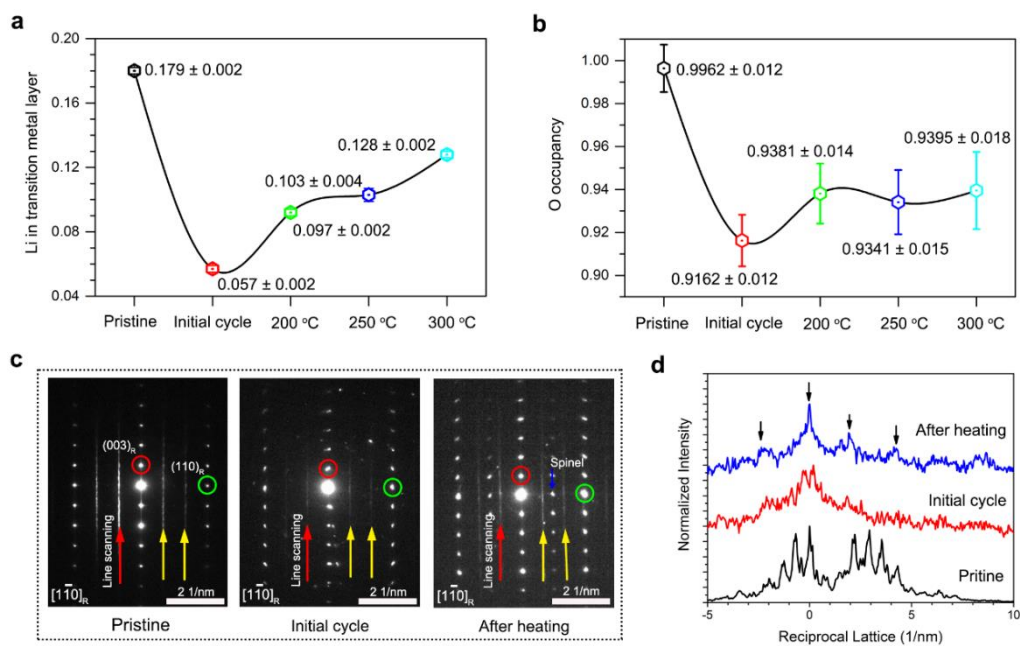 a
Li in transition metal layer
0.20
0.16
0.12
0.08
0.04
0.179 ± 0.002
0.057 ± 0.002
0.097 ± 0.002
0.103 ± 0.004
0.128 ± 0.002
Pristine
Initial cycle
200 °C
250 °C
300 °C
b
O occupancy
1.00
0.98
0.96
0.94
0.92
0.90
0.9962 ± 0.012
0.9162 ± 0.012
0.9381 ± 0.014
0.9341 ± 0.015
0.9395 ± 0.018
Pristine
Initial cycle
200 °C
250 °C
300 °C
c
(003)R
(110)R
Line scanning
[11̄0]R
2 1/nm
Pristine
Line scanning
[11̄0]R
2 1/nm
Initial cycle
Spinel
Line scanning
[11̄0]R
2 1/nm
After heating
d
Normalized Intensity
After heating
Initial cycle
Pritine
-5
0
5
10
Reciprocal Lattice (1/nm)